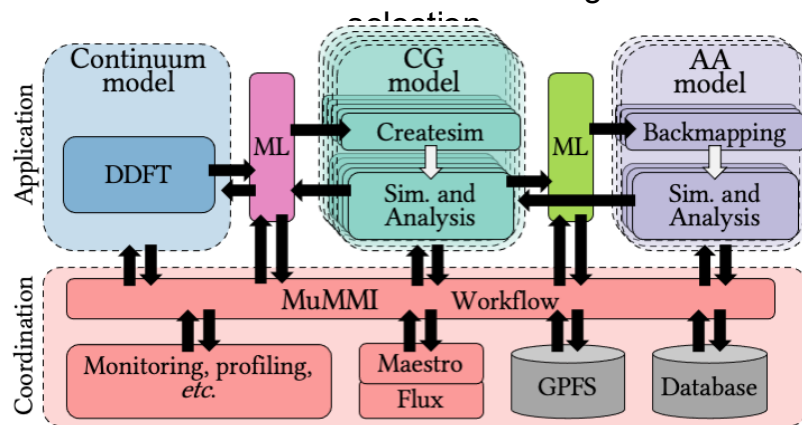 selection
Continuum
model
CG
model
AA
model
Application
ML
Createsim
ML
Backmapping
DDFT
Sim. and
Analysis
Sim. and
Analysis
MuMMI Workflow
Coordination
Monitoring, profiling,
etc.
Maestro
Flux
GPFS
Database